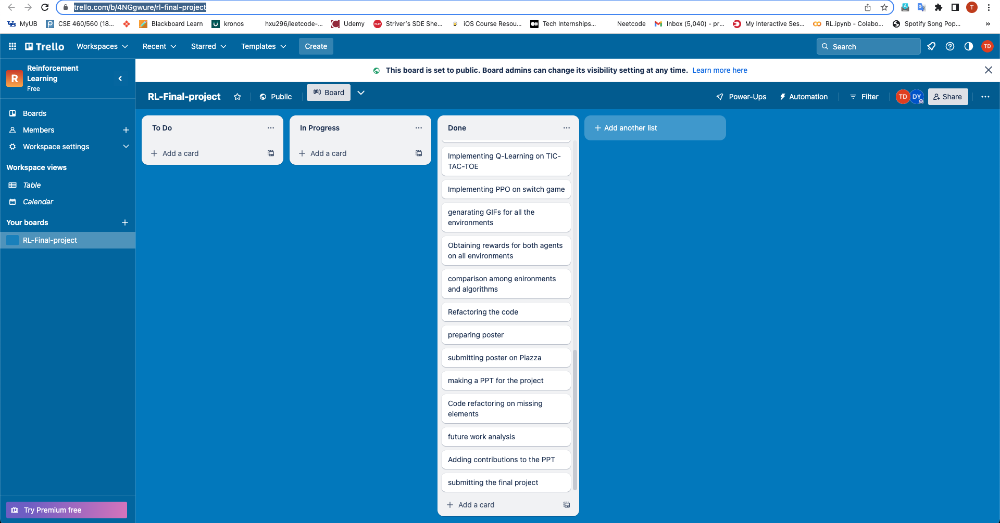 trello.com/b/4NGgwure/rl-final-project
T
MyUB
CSE 460/560 (18...
Blackboard Learn
kronos
hxu296/leetcode-...
Udemy
Striver's SDE She...
iOS Course Resou...
Tech Internships...
Neetcode
Inbox (5,040) - pr...
My Interactive Ses...
RL.ipynb - Colabo...
Spotify Song Pop...
»
Trello
Workspaces
Recent
Starred
Templates
Create
Search
TD
R
Reinforcement
Learning
Free
This board is set to public. Board admins can change its visibility setting at any time. Learn more here
RL-Final-project
Public
Board
Power-Ups
Automation
Filter
TD
DY
Share
Boards
Members
Workspace settings
Workspace views
Table
Calendar
Your boards
RL-Final-project
Try Premium free
To Do
Add a card
In Progress
Add a card
Done
Implementing Q-Learning on TIC-
TAC-TOE
Implementing PPO on switch game
genarating GIFs for all the
environments
Obtaining rewards for both agents
on all environments
comparison among enironments
and algorithms
Refactoring the code
preparing poster
submitting poster on Piazza
making a PPT for the project
Code refactoring on missing
elements
future work analysis
Adding contributions to the PPT
submitting the final project
Add a card
Add another list